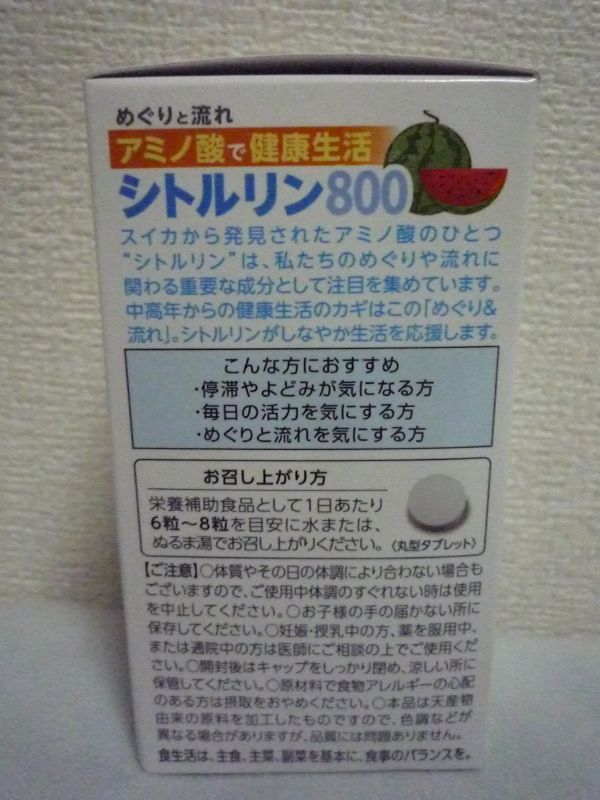 めぐりと流れ
アミノ酸で健康生活
シトルリン800
スイカから発見されたアミノ酸のひとつ
“シトルリン”は、私たちのめぐりや流れに
関わる重要な成分として注目を集めています。
中高年からの健康生活のカギはこの「めぐり&
流れ」。シトルリンがしなやか生活を応援します。
こんな方におすすめ
・停滞やよどみが気になる方
・毎日の活力を気にする方
・めぐりと流れを気にする方
お召し上がり方
栄養補助食品として1日あたり
6粒〜8粒を目安に水または、
ぬるま湯でお召し上がりください。
（丸型タブレット）
【ご注意】○体質やその日の体調により合わない場合も
ございますので、ご使用中体調のすぐれない時は使用
を中止してください。○お子様の手の届かない所に
保存してください。○妊娠・授乳中の方、薬を服用中、
または通院中の方は医師にご相談の上でご使用くだ
さい。○開封後はキャップをしっかり閉め、涼しい所に
保管してください。○原材料で食物アレルギーの心配
のある方は摂取をおやめください。○本品は天産物
由来の原料を加工したものですので、色調などが
異なる場合がありますが、品質には問題ありません。
食生活は、主食、主菜、副菜を基本に、食事のバランスを。